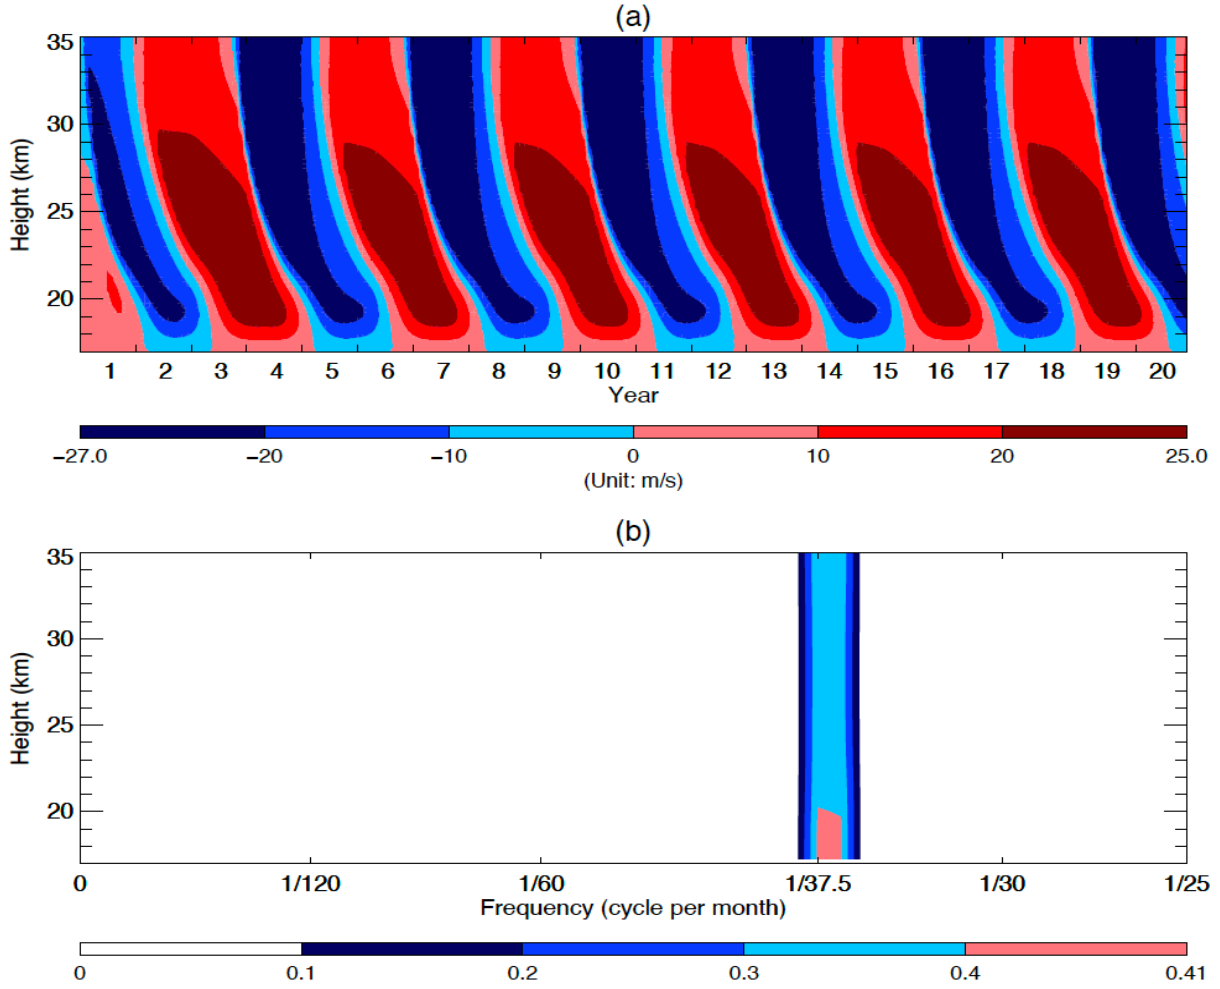 (a)
35
30
25
20
Height (km)
1 2 3 4 5 6 7 8 9 10 11 12 13 14 15 16 17 18 19 20
Year
−27.0 −20 −10 0 10 20 25.0
(Unit: m/s)
(b)
35
30
25
20
Height (km)
0 1/120 1/60 1/37.5 1/30 1/25
Frequency (cycle per month)
0 0.1 0.2 0.3 0.4 0.41